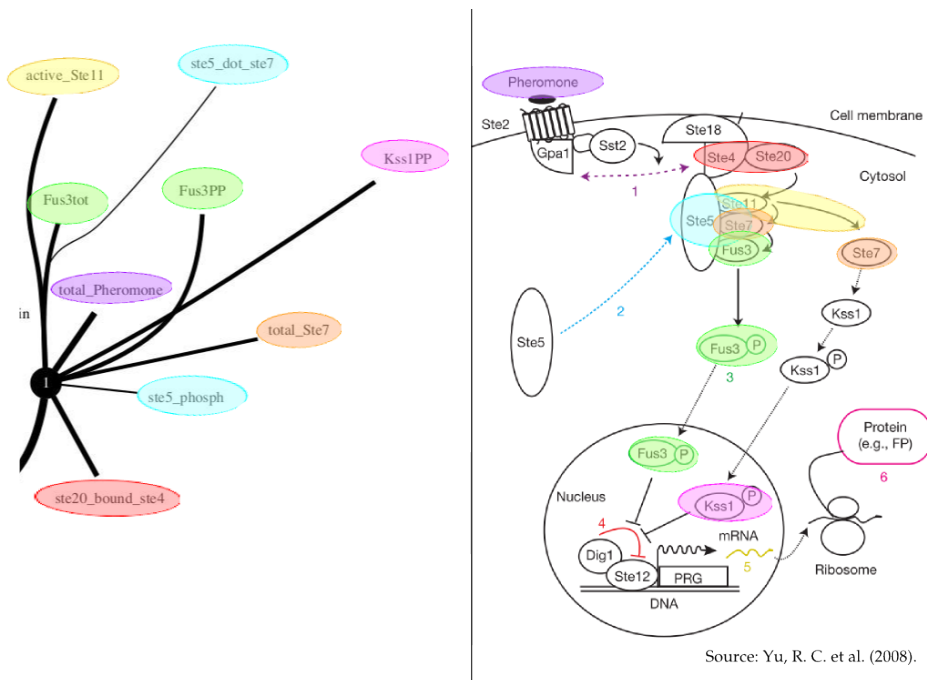 active_Ste11
ste5_dot_ste7
Kss1PP
Fus3tot
Fus3PP
total_Pheromone
in
total_Ste7
1
ste5_phosph
ste20_bound_ste4
Pheromone
Ste2
Cell membrane
Ste18
Gpa1
Sst2
Ste4
Ste20
Cytosol
1
Ste11
Ste5
Ste7
Fus3
Ste7
2
Kss1
Ste5
Fus3
P
3
Kss1
P
Protein
(e.g., FP)
6
Fus3
P
Nucleus
Kss1
P
4
mRNA
Dig1
5
Ste12
PRG
Ribosome
DNA
Source: Yu, R. C. et al. (2008).